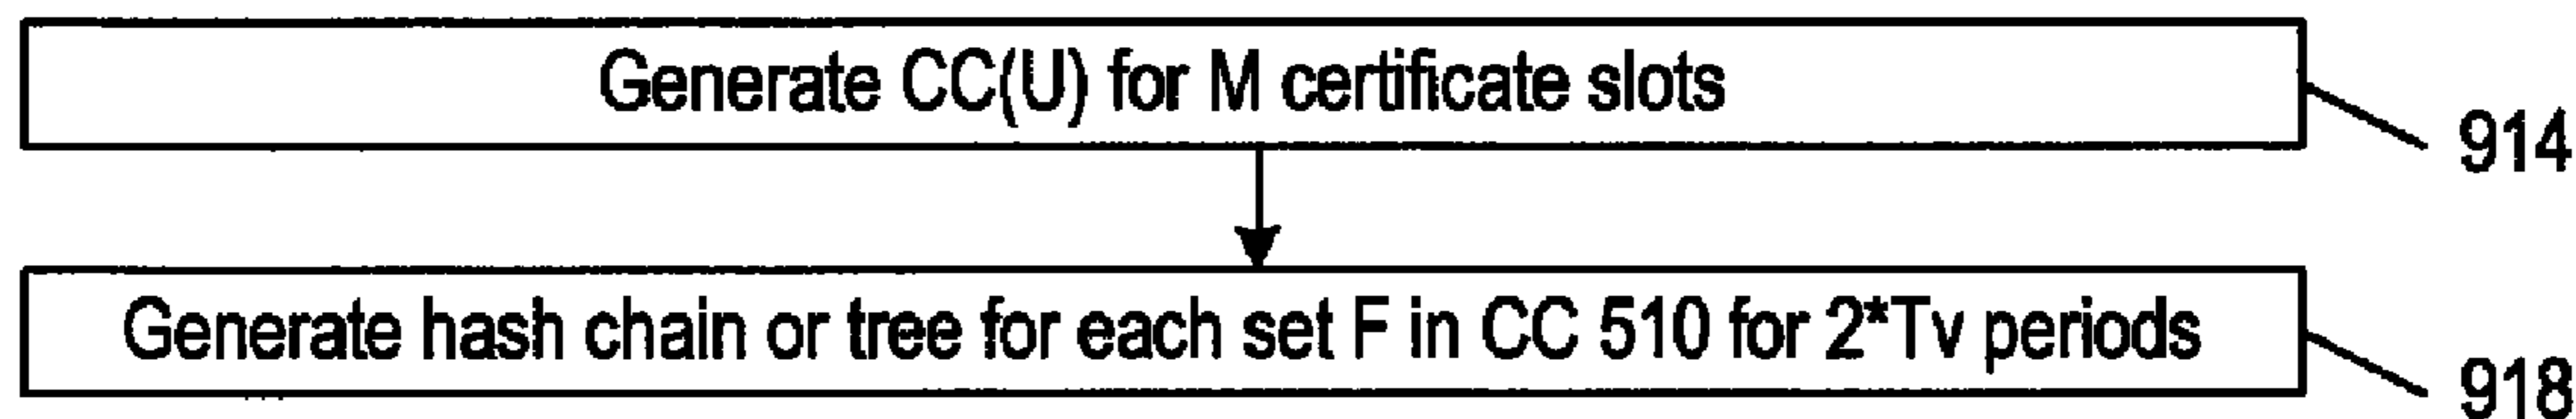 Generate CC(U) for M certificate slots
914
Generate hash chain or tree for each set F in CC 510 for 2*Tv periods
918